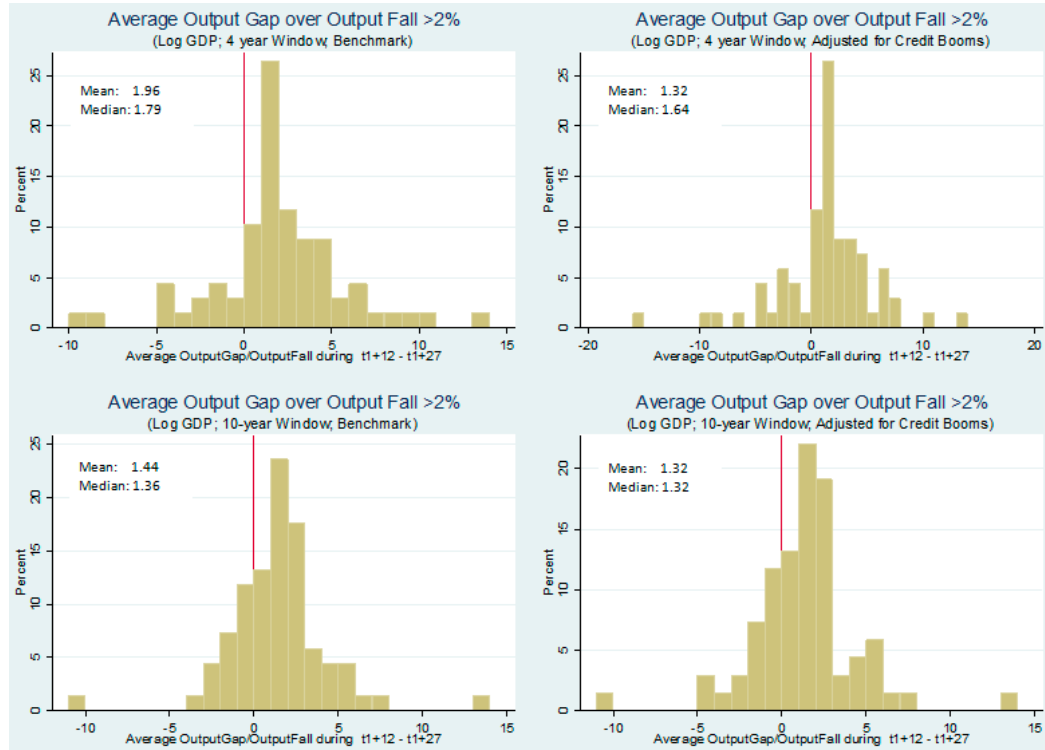 Average Output Gap over Output Fall >2%
(Log GDP; 4 year Window; Benchmark)
Mean: 1.96
Median: 1.79
Percent
0 5 10 15 20 25
-10 -5 0 5 10 15
Average OutputGap/OutputFall during t1+12 - t1+27
Average Output Gap over Output Fall >2%
(Log GDP; 4 year Window; Adjusted for Credit Booms)
Mean: 1.32
Median: 1.64
Percent
0 5 10 15 20 25
-20 -10 0 10 20
Average OutputGap/OutputFall during t1+12 - t1+27
Average Output Gap over Output Fall >2%
(Log GDP; 10-year Window; Benchmark)
Mean: 1.44
Median: 1.36
Percent
0 5 10 15 20 25
-10 -5 0 5 10 15
Average OutputGap/OutputFall during t1+12 - t1+27
Average Output Gap over Output Fall >2%
(Log GDP; 10-year Window; Adjusted for Credit Booms)
Mean: 1.32
Median: 1.32
Percent
0 5 10 15 20
-10 -5 0 5 10 15
Average OutputGap/OutputFall during t1+12 - t1+27